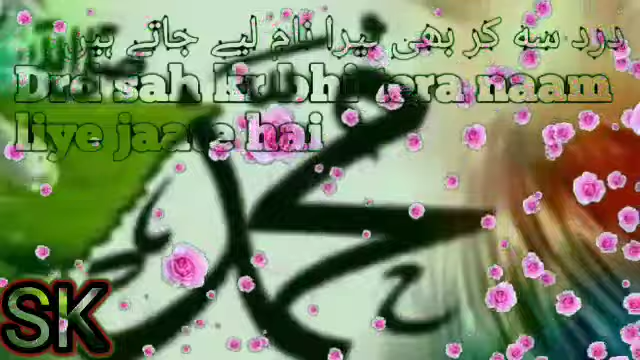 درد سہ کر بھی تیرا نام لیے جاتے ہیں
Drd sah kr bhi tera naam
liye jaate hai
محمد
SK